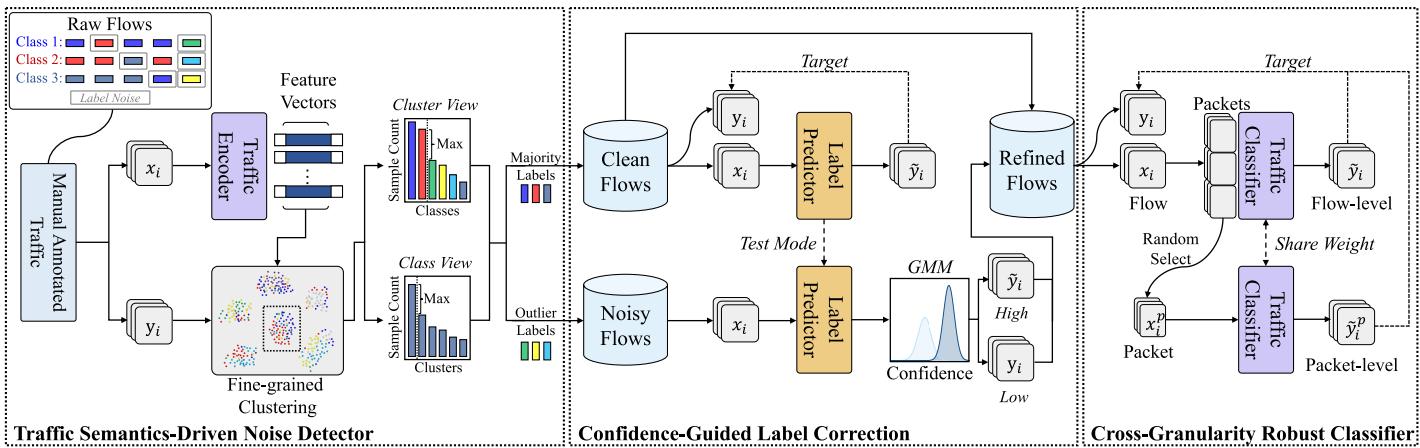 Raw Flows
Class 1:
Class 2:
Class 3:
Label Noise
Manual Annotated
Traffic
x_i
y_i
Traffic
Encoder
Feature
Vectors
⋮
Fine-grained
Clustering
Cluster View
Sample Count
Max
Classes
Class View
Sample Count
Max
Clusters
Majority
Labels
Outlier
Labels
Traffic Semantics-Driven Noise Detector
Clean
Flows
Target
y_i
x_i
Label
Predictor
ỹ_i
Test Mode
Noisy
Flows
x_i
Label
Predictor
GMM
Confidence
ỹ_i
High
y_i
Low
Refined
Flows
Confidence-Guided Label Correction
Target
y_i
x_i
Flow
Packets
Traffic
Classifier
ỹ_i
Flow-level
Random
Select
Share Weight
x_i^p
Packet
Traffic
Classifier
ỹ_i^p
Packet-level
Cross-Granularity Robust Classifier